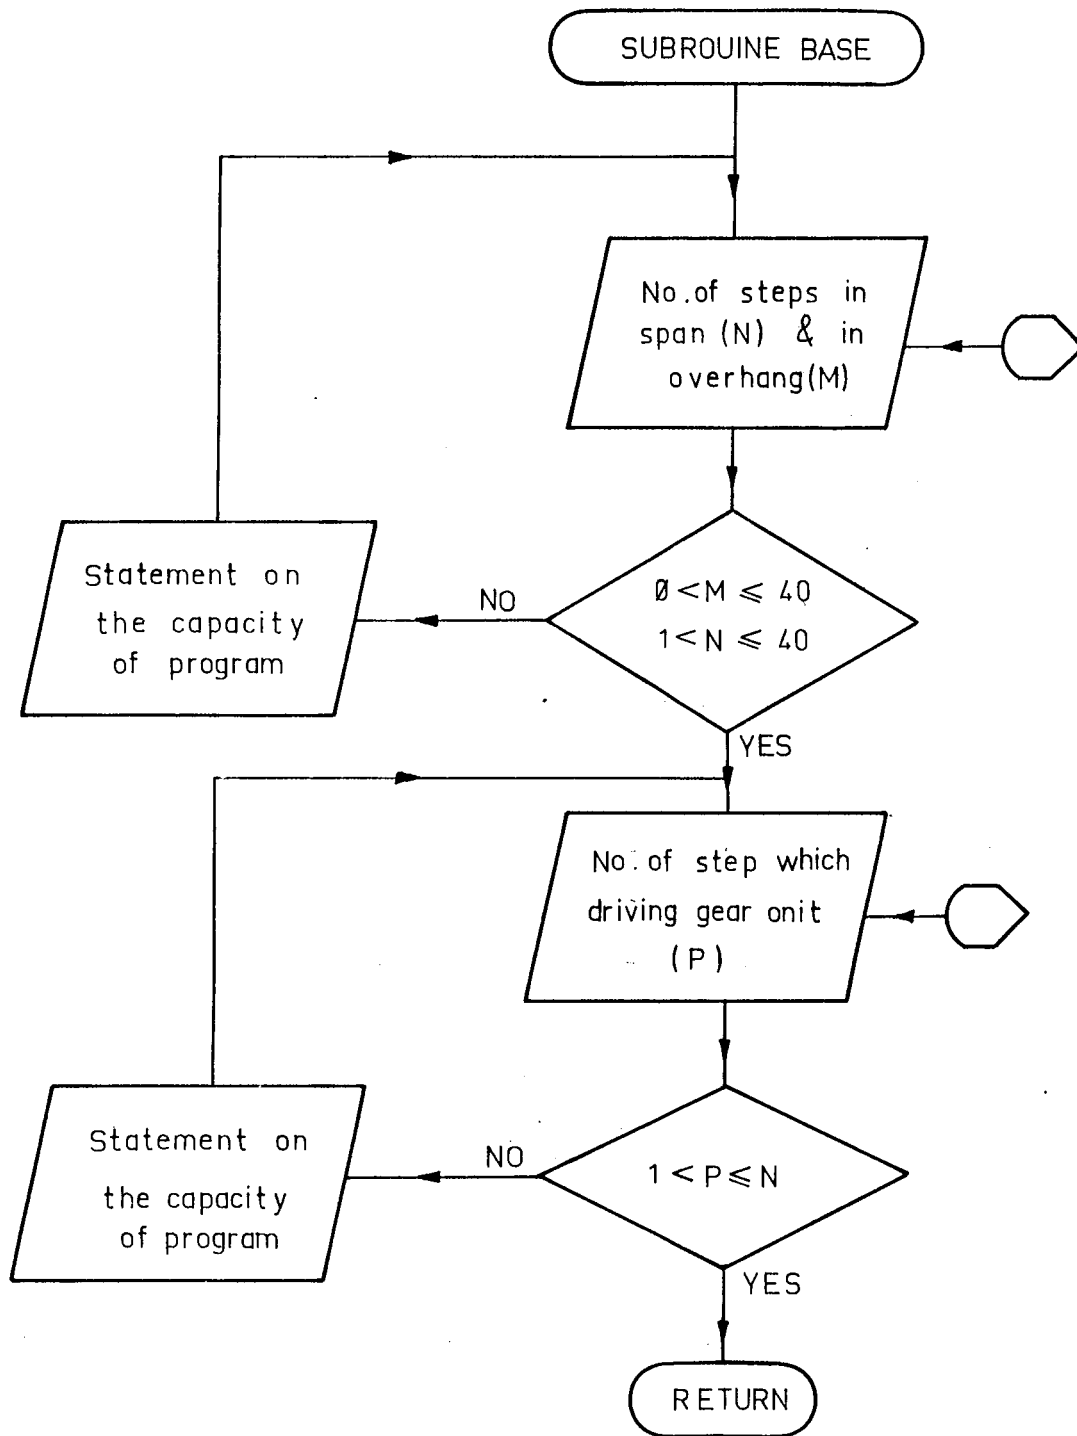 SUBROUINE BASE
No. of steps in
span (N) & in
overhang(M)
Statement on
the capacity
of program
NO
Ø < M ≤ 40
1 < N ≤ 40
YES
No. of step which
driving gear onit
(P)
Statement on
the capacity
of program
NO
1 < P ≤ N
YES
RETURN